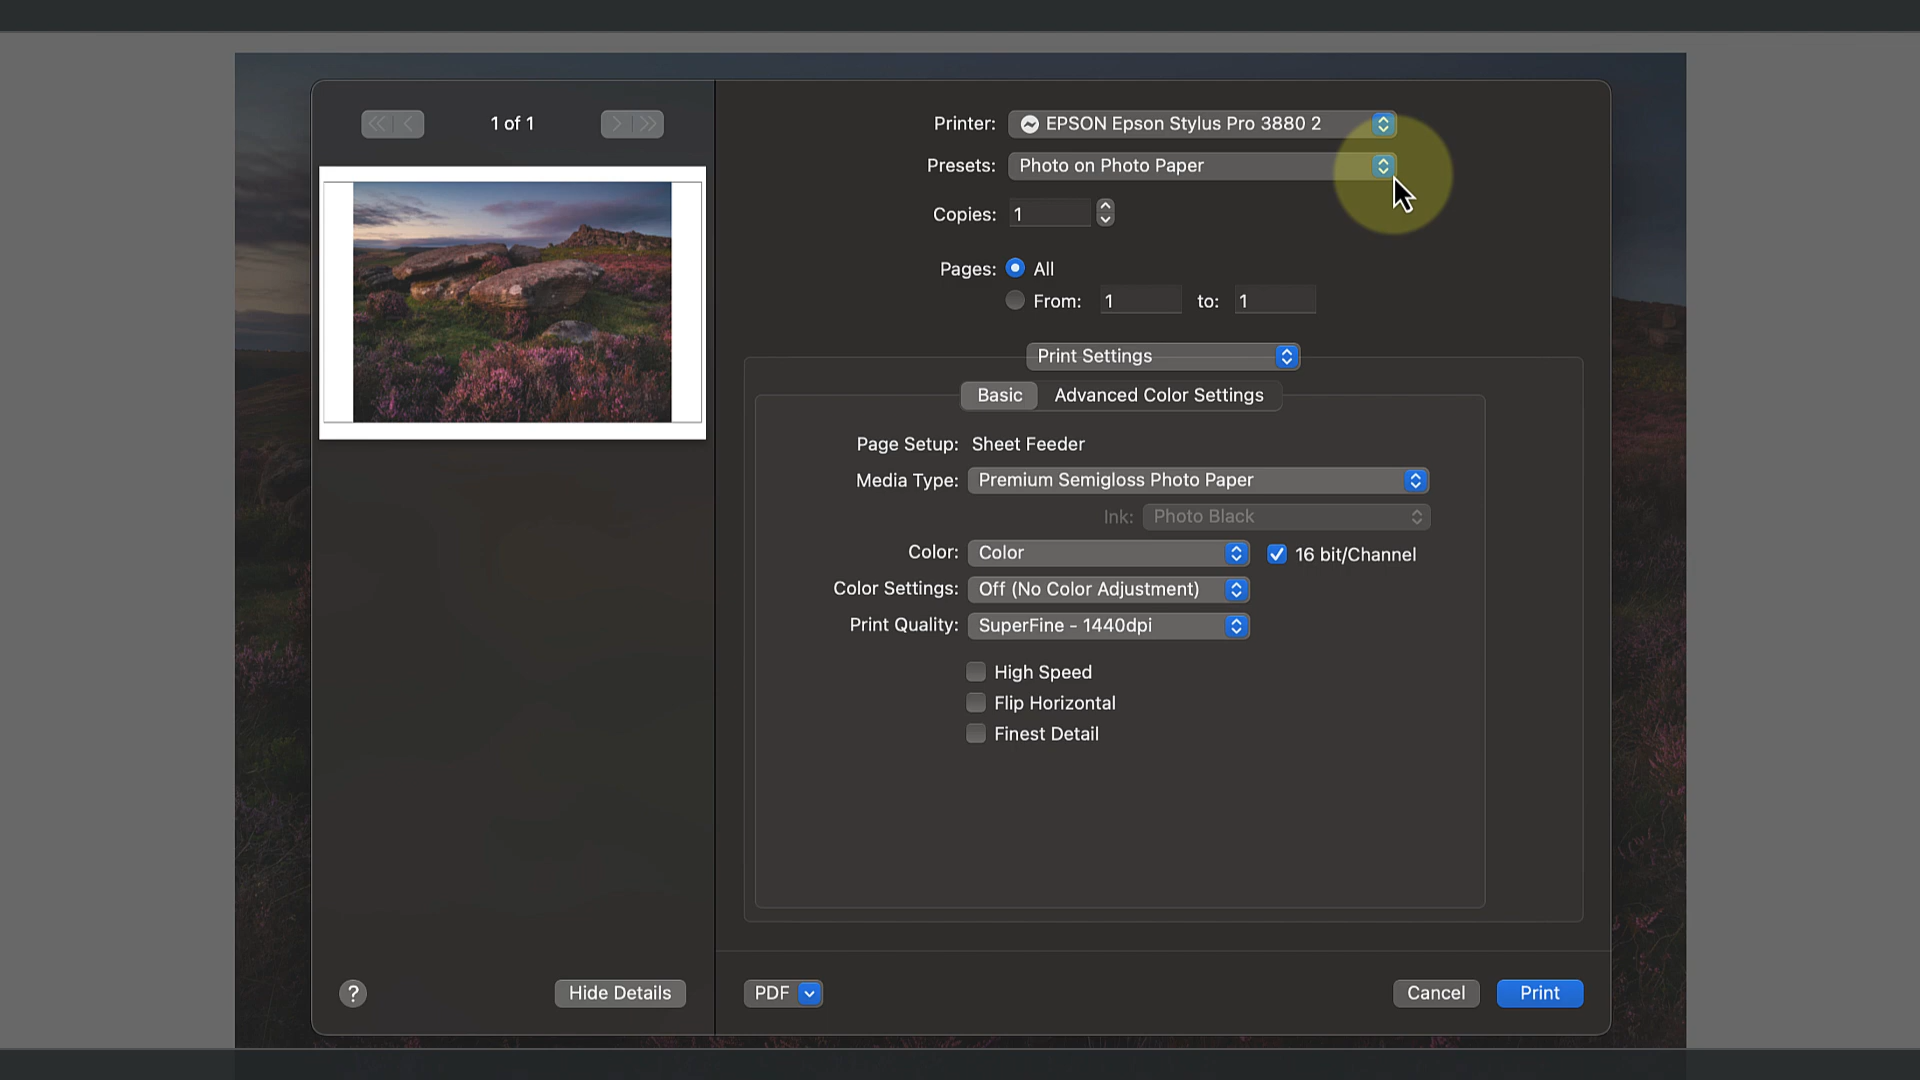 1 of 1
Printer: EPSON Epson Stylus Pro 3880 2
Presets: Photo on Photo Paper
Copies: 1
Pages: All
From: 1 to: 1
Print Settings
Basic Advanced Color Settings
Page Setup: Sheet Feeder
Media Type: Premium Semigloss Photo Paper
Ink: Photo Black
Color: Color 16 bit/Channel
Color Settings: Off (No Color Adjustment)
Print Quality: SuperFine - 1440dpi
High Speed
Flip Horizontal
Finest Detail
? Hide Details PDF Cancel Print